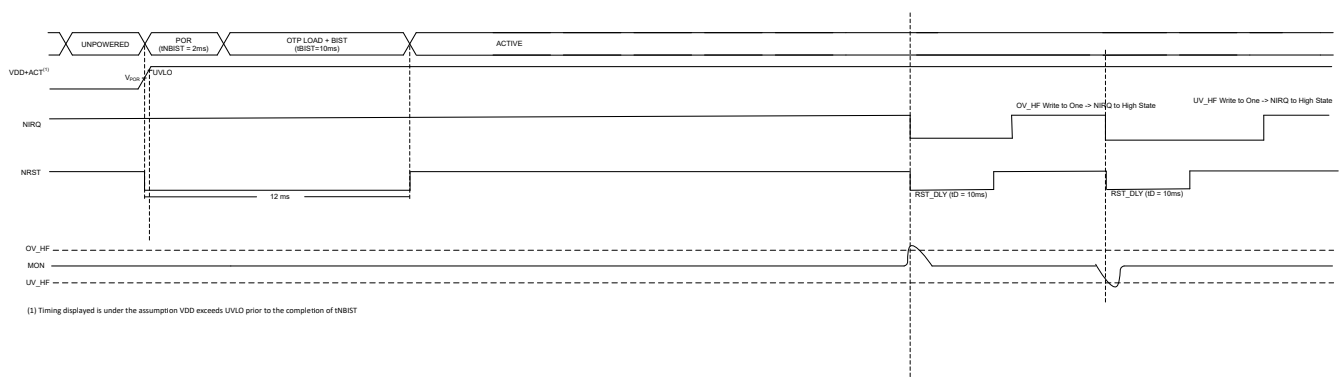 UNPOWERED
POR
(tNBIST = 2ms)
OTP LOAD + BIST
(tBIST=10ms)
ACTIVE
VDD+ACT(1)
VPOR
UVLO
OV_HF Write to One -> NIRQ to High State
UV_HF Write to One -> NIRQ to High State
NIRQ
NRST
12 ms
RST_DLY (tD = 10ms)
RST_DLY (tD = 10ms)
OV_HF
MON
UV_HF
(1) Timing displayed is under the assumption VDD exceeds UVLO prior to the completion of tNBIST